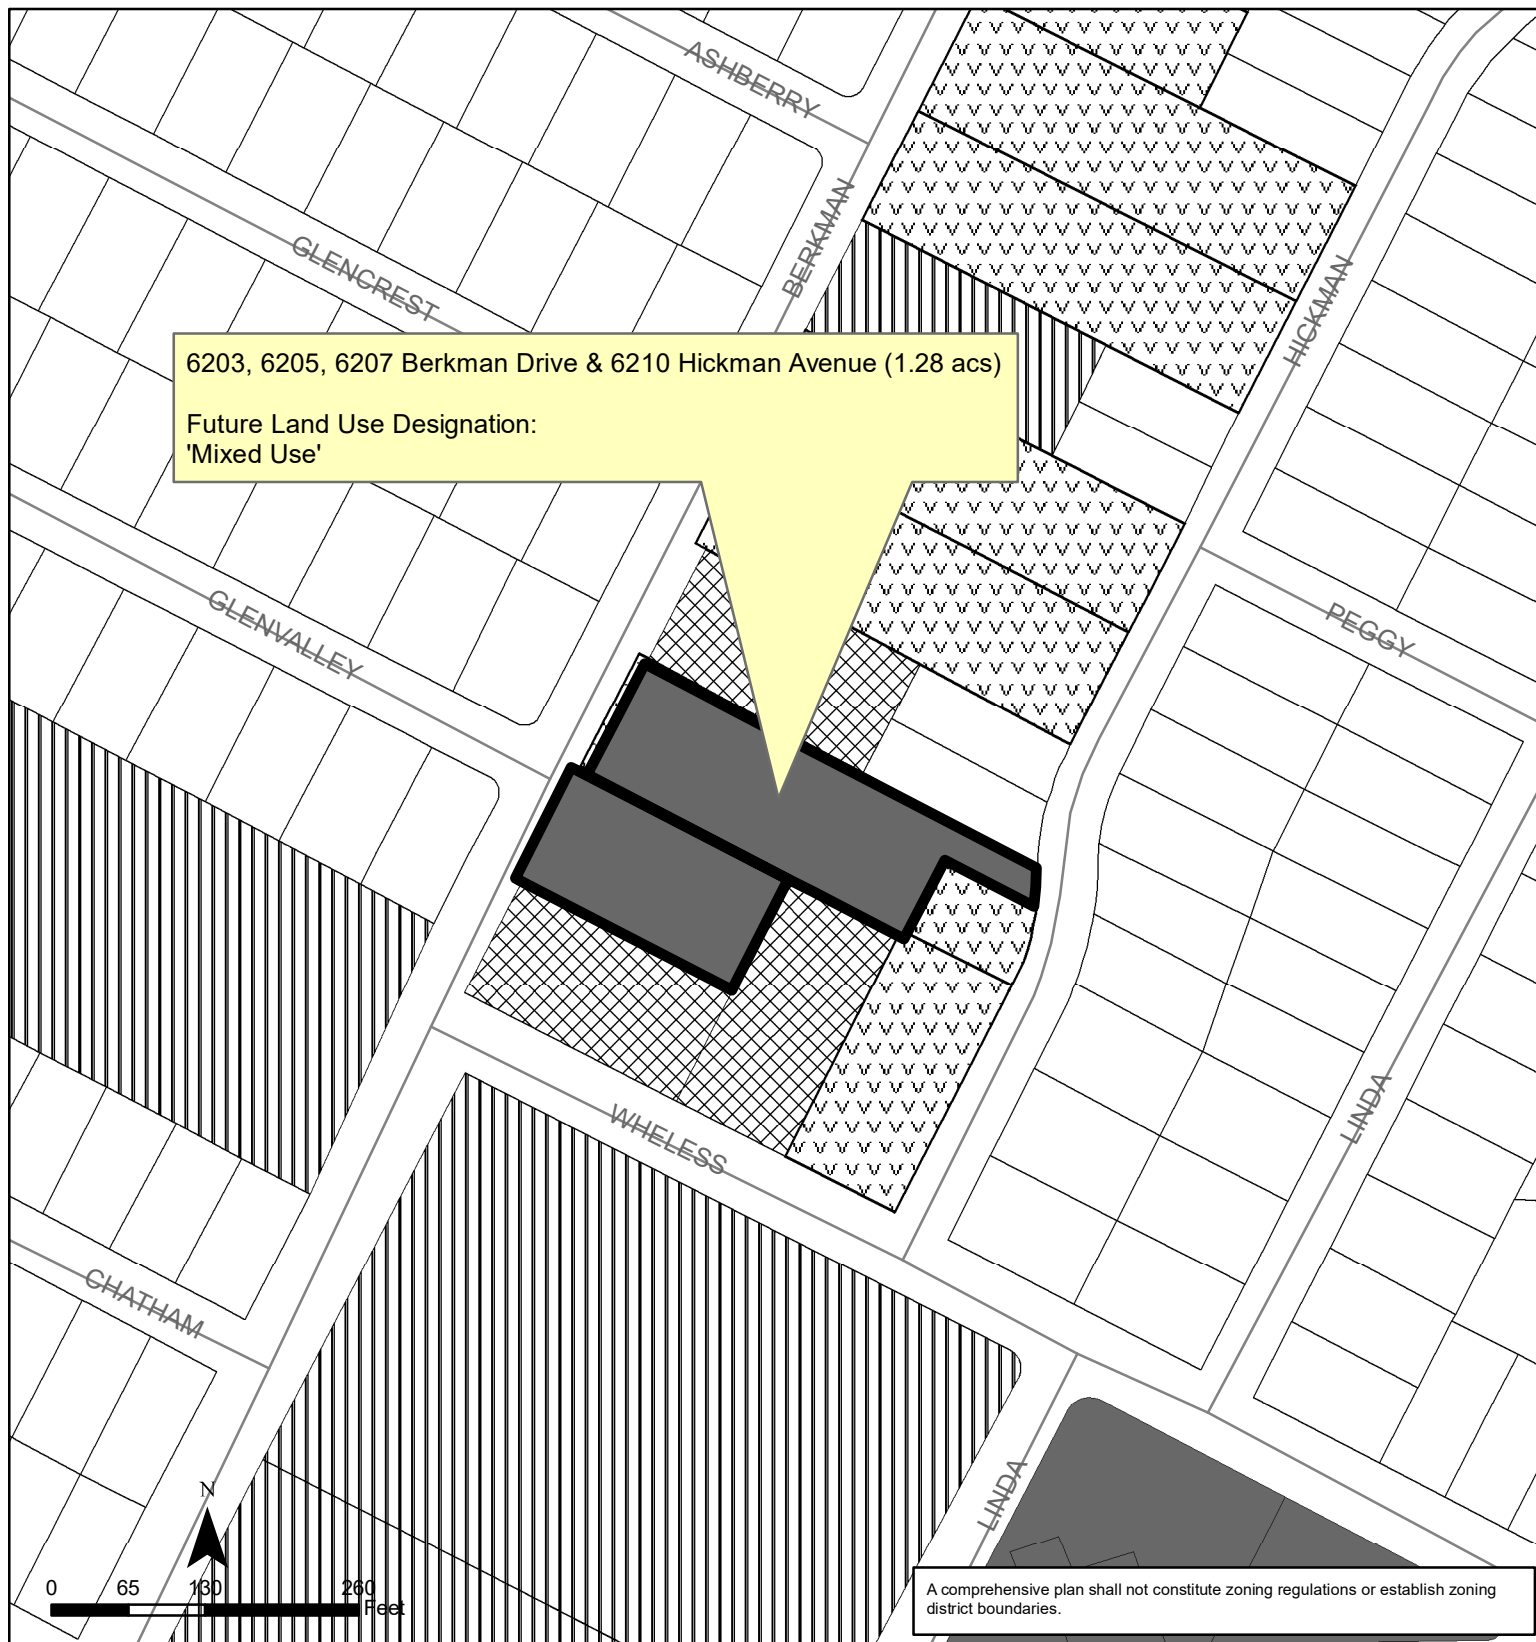 ASHBERRY
BERKMAN
GLENCREST
HICKMAN
6203, 6205, 6207 Berkman Drive & 6210 Hickman Avenue (1.28 acs)
Future Land Use Designation:
'Mixed Use'
GLENVALLEY
PEGGY
WHELESS
LINDA
CHATHAM
LINDA
N
0 65 130 260
Feet
A comprehensive plan shall not constitute zoning regulations or establish zoning
district boundaries.